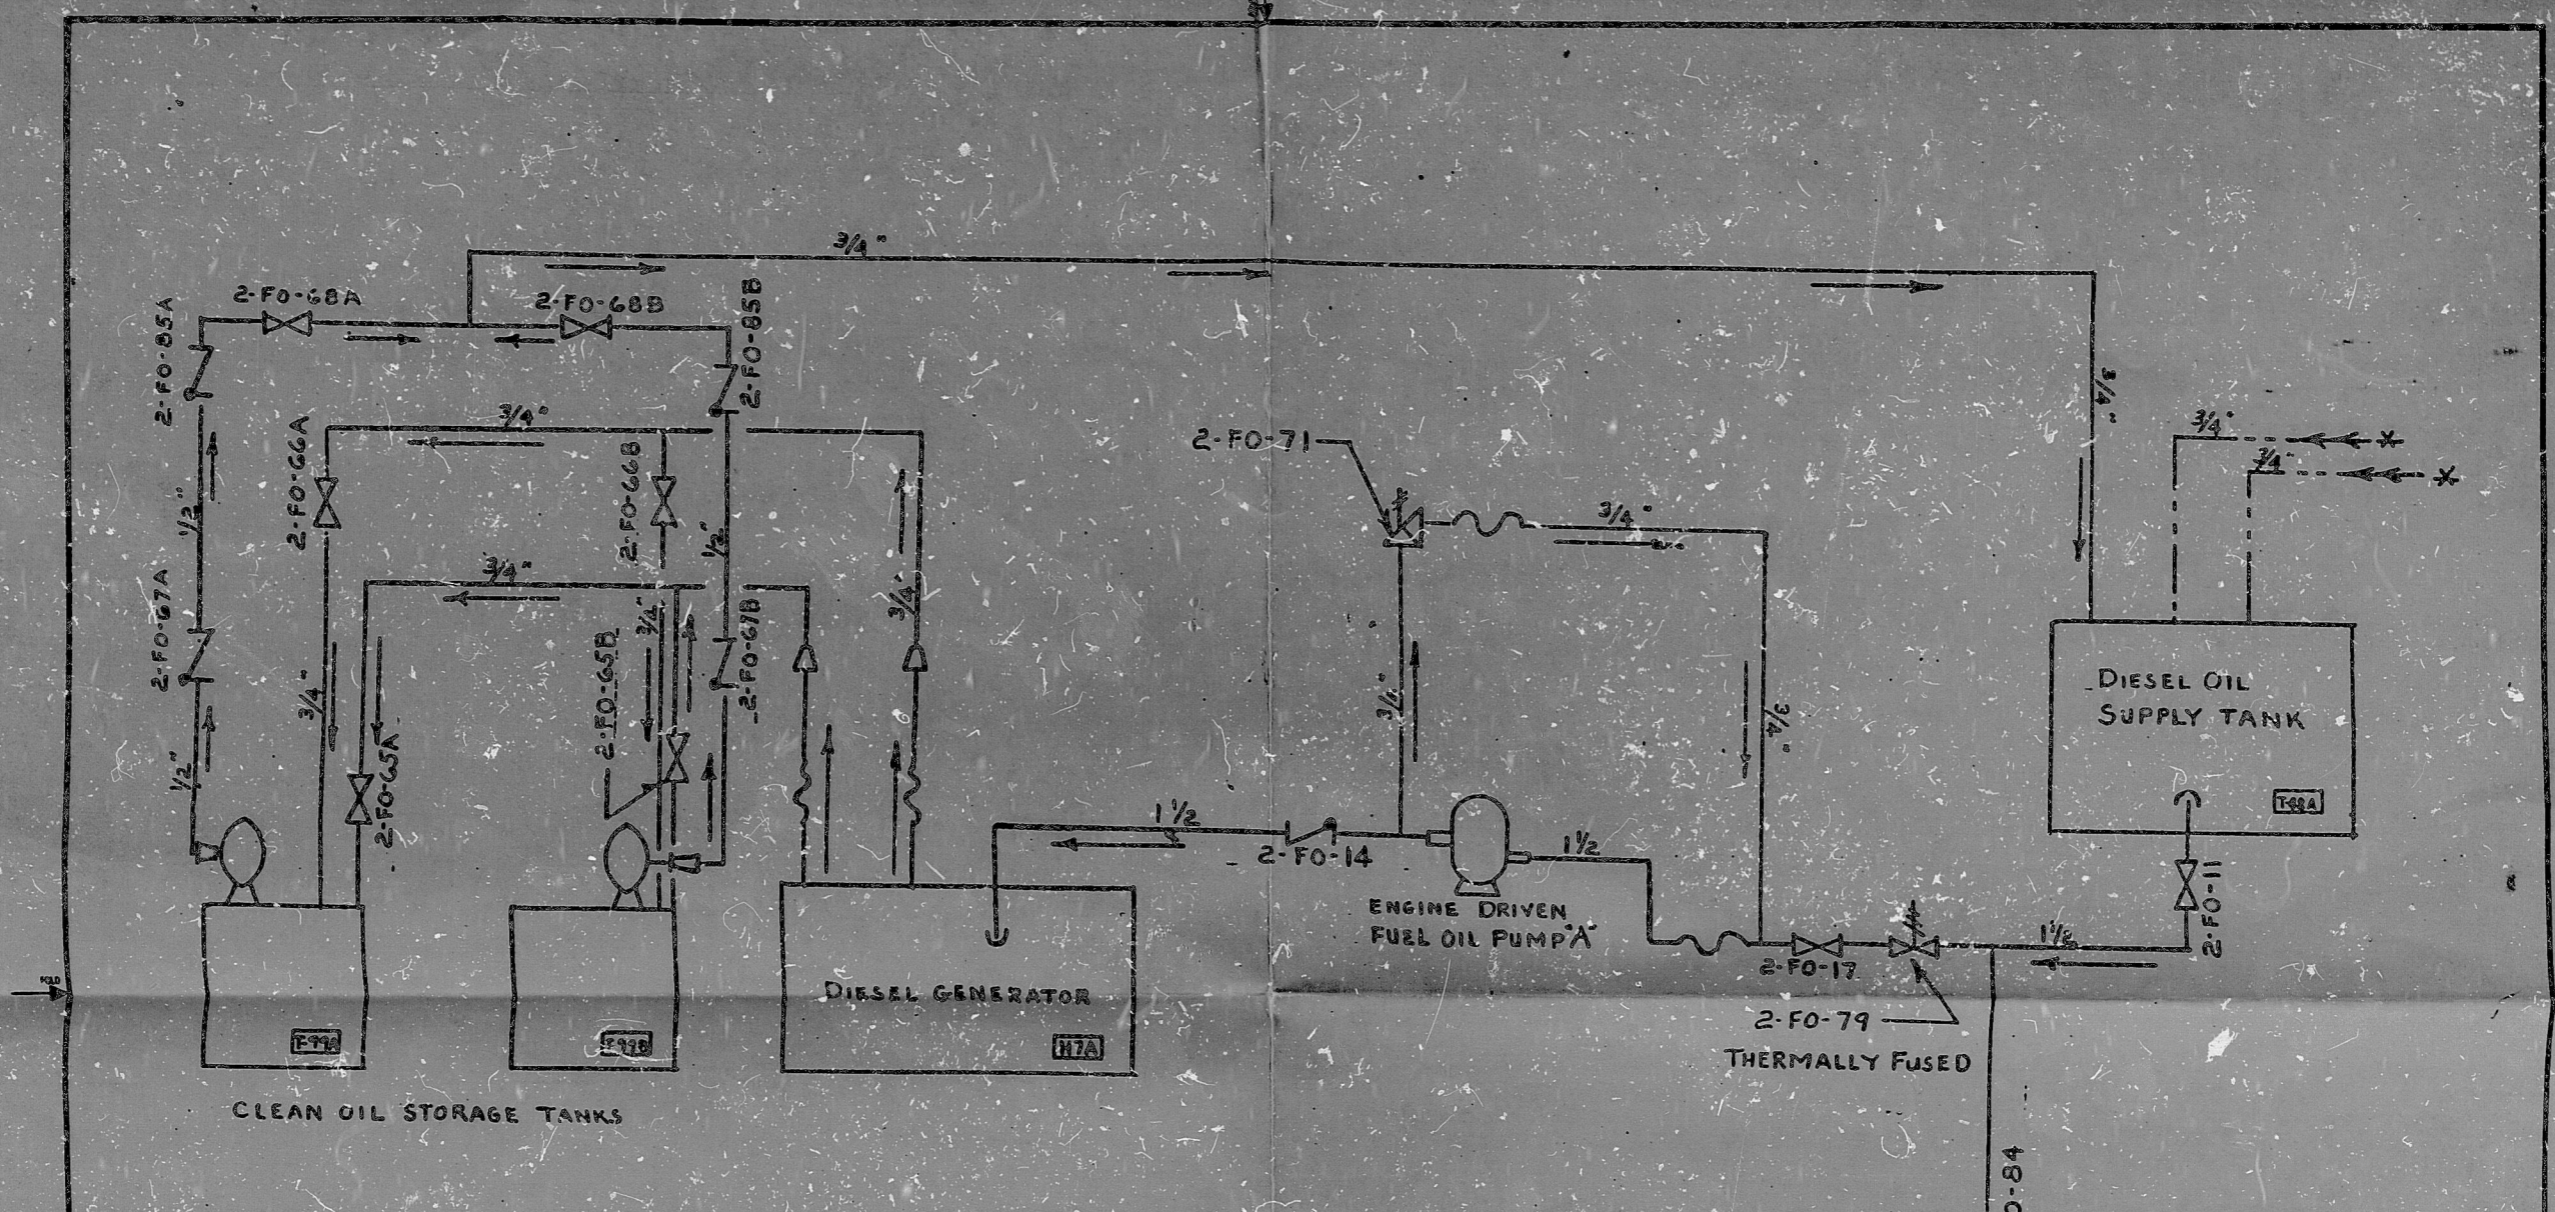 3/4"
2-FO-68A
2-FO-68B
2-FO-85A
2-FO-85B
3/4"
3/4"
2-FO-66A
2-FO-66B
2-FO-71
3/4"
3/4"
1/2"
1/2"
3/4"
3/4"
2-FO-67A
2-FO-65B
3/4"
2-FO-67B
3/4"
3/4"
3/4"
3/4"
DIESEL OIL
SUPPLY TANK
1/2"
2-FO-65A
1 1/2
2-FO-14
1 1/2
ENGINE DRIVEN
FUEL OIL PUMP "A"
2-FO-11
1 1/2
2-FO-17
DIESEL GENERATOR
H7A
2-FO-79
THERMALLY FUSED
CLEAN OIL STORAGE TANKS
O-84